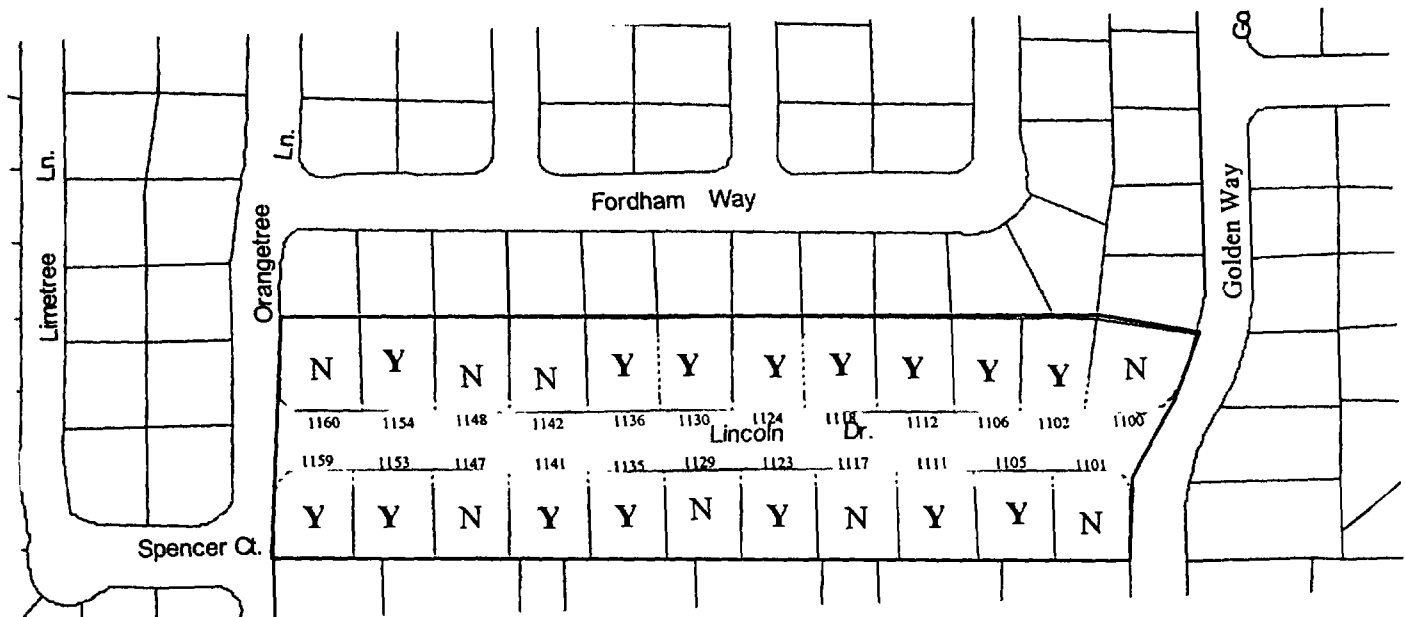 Go
Ln.
Ln.
Fordham Way
Golden Way
Orangetree
Limetree
N Y N N Y Y Y Y Y Y Y N
1160 1154 1148 1142 1136 1130 1124 1118 1112 1106 1102 1100
Lincoln Dr.
1159 1153 1147 1141 1135 1129 1123 1117 1111 1105 1101
Y Y N Y Y N Y N Y Y N
Spencer Ct.